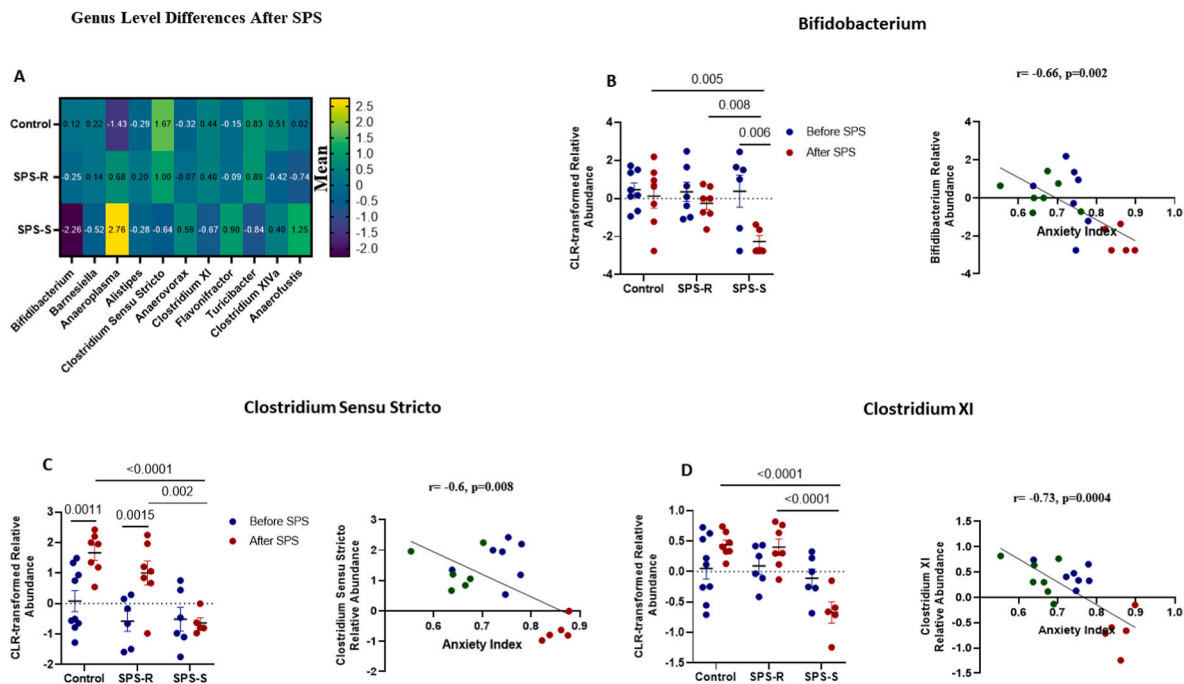 Genus Level Differences After SPS
A
Control
0.12 0.22 -1.43 -0.29 1.67 -0.32 0.44 -0.15 0.83 0.51 0.02
SPS-R
-0.25 0.14 0.68 0.20 1.00 -0.07 0.40 -0.09 0.89 -0.42 -0.74
SPS-S
-2.26 -0.52 2.76 -0.28 -0.64 0.59 -0.67 0.90 -0.84 0.40 1.25
2.5
2.0
1.5
1.0
0.5
0
-0.5
-1.0
-1.5
-2.0
Mean
Bifidibacterium
Barnesiella
Anaeroplasma
Alistipes
Clostridium Sensu Stricto
Anaerovorax
Clostridium XI
Flavonifractor
Turicibacter
Clostridium XIVa
Anaerofustis
Bifidobacterium
B
0.005
0.008
0.006
Before SPS
After SPS
CLR-transformed Relative
Abundance
4
2
0
-2
-4
Control SPS-R SPS-S
r= -0.66, p=0.002
Bifidibacterium Relative
Abundance
4
2
0
-2
-4
0.6 0.7 0.8 0.9 1.0
Anxiety Index
Clostridium Sensu Stricto
C
<0.0001
0.002
0.0011
0.0015
Before SPS
After SPS
CLR-transformed Relative
Abundance
3
2
1
0
-1
-2
Control SPS-R SPS-S
r= -0.6, p=0.008
Clostridium Sensu Stricto
Relative Abundance
3
2
1
0
-1
-2
0.6 0.7 0.8 0.9
Anxiety Index
Clostridium XI
D
<0.0001
<0.0001
CLR-transformed Relative
Abundance
1.0
0.5
0.0
-0.5
-1.0
-1.5
Control SPS-R SPS-S
Before SPS
After SPS
r= -0.73, p=0.0004
Clostridium XI
Relative Abundance
1.5
1.0
0.5
0.0
-0.5
-1.0
-1.5
0.6 0.7 0.8 0.9 1.0
Anxiety Index